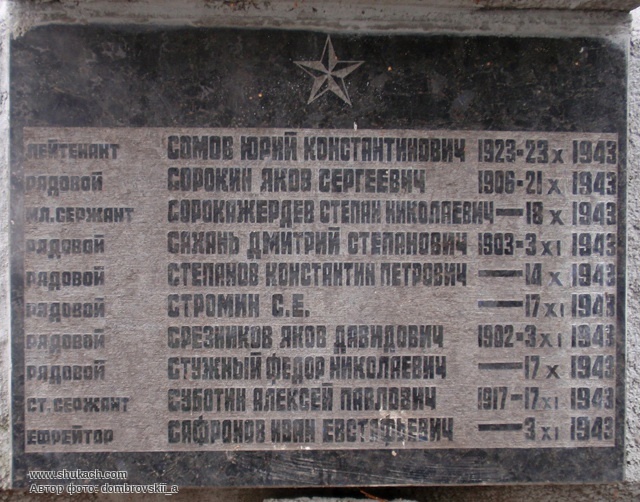 ЛЕЙТЕНАНТ СОМОВ ЮРИЙ КОНСТАНТИНОВИЧ 1923-23 X 1943
РЯДОВОЙ СОРОКИН ЯКОВ СЕРГЕЕВИЧ 1906-21 X 1943
МЛ. СЕРЖАНТ СОРОКИЖЕРДЕВ СТЕПАН НИКОЛАЕВИЧ — 18 X 1943
РЯДОВОЙ САХАНЬ ДМИТРИЙ СТЕПАНОВИЧ 1903-3 XI 1943
РЯДОВОЙ СТЕПАНОВ КОНСТАНТИН ПЕТРОВИЧ — 14 X 1943
РЯДОВОЙ СТРОМИН С.Е. — 17 XI 1943
РЯДОВОЙ СРЕЗНИКОВ ЯКОВ ДАВИДОВИЧ 1902-3 XI 1943
РЯДОВОЙ СТУЖНЫЙ ФЕДОР НИКОЛАЕВИЧ — 17 X 1943
СТ. СЕРЖАНТ СУБОТИН АЛЕКСЕЙ ПАВЛОВИЧ 1917-17 XI 1943
ЕФРЕЙТОР САФРОНОВ ИВАН ЕВСТАФЬЕВИЧ — 3 XI 1943
www.shukach.com
Автор фото: dombrovskii_a